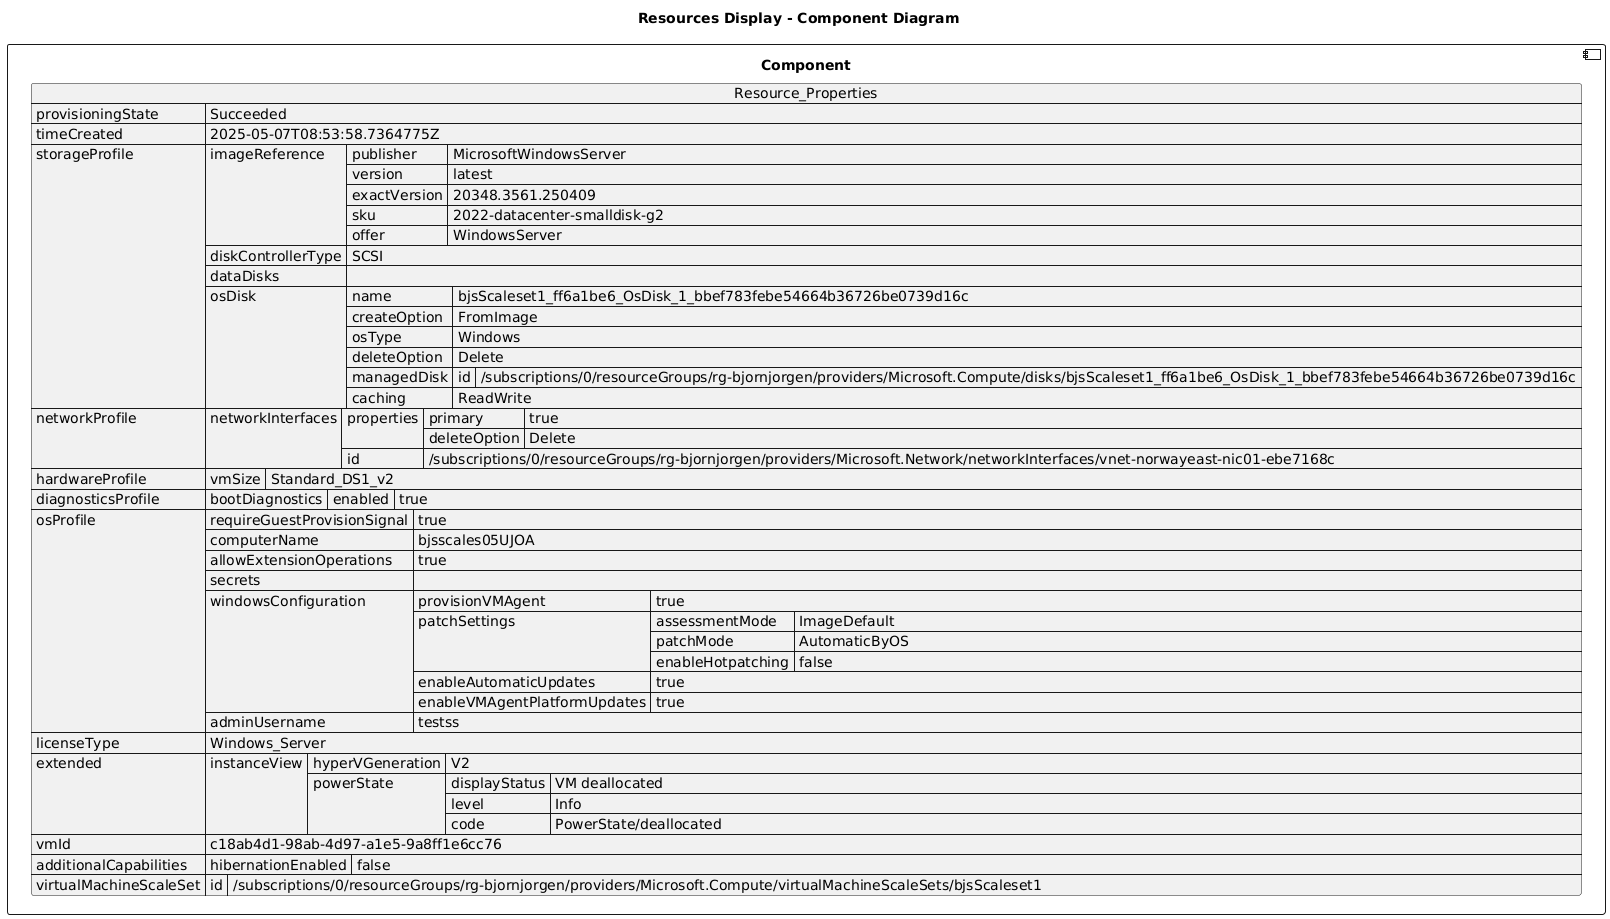 Resources Display - Component Diagram
Component
Resource_Properties
provisioningState Succeeded
timeCreated 2025-05-07T08:53:58.7364775Z
storageProfile imageReference publisher MicrosoftWindowsServer
version latest
exactVersion 20348.3561.250409
sku 2022-datacenter-smalldisk-g2
offer WindowsServer
diskControllerType SCSI
dataDisks
osDisk name bjsScaleset1_ff6a1be6_OsDisk_1_bbef783febe54664b36726be0739d16c
createOption FromImage
osType Windows
deleteOption Delete
managedDisk id /subscriptions/0/resourceGroups/rg-bjornjorgen/providers/Microsoft.Compute/disks/bjsScaleset1_ff6a1be6_OsDisk_1_bbef783febe54664b36726be0739d16c
caching ReadWrite
networkProfile networkInterfaces properties primary true
deleteOption Delete
id /subscriptions/0/resourceGroups/rg-bjornjorgen/providers/Microsoft.Network/networkInterfaces/vnet-norwayeast-nic01-ebe7168c
hardwareProfile vmSize Standard_DS1_v2
diagnosticsProfile bootDiagnostics enabled true
osProfile requireGuestProvisionSignal true
computerName bjsscales05UJOA
allowExtensionOperations true
secrets
windowsConfiguration provisionVMAgent true
patchSettings assessmentMode ImageDefault
patchMode AutomaticByOS
enableHotpatching false
enableAutomaticUpdates true
enableVMAgentPlatformUpdates true
adminUsername testss
licenseType Windows_Server
extended instanceView hyperVGeneration V2
powerState displayStatus VM deallocated
level Info
code PowerState/deallocated
vmId c18ab4d1-98ab-4d97-a1e5-9a8ff1e6cc76
additionalCapabilities hibernationEnabled false
virtualMachineScaleSet id /subscriptions/0/resourceGroups/rg-bjornjorgen/providers/Microsoft.Compute/virtualMachineScaleSets/bjsScaleset1